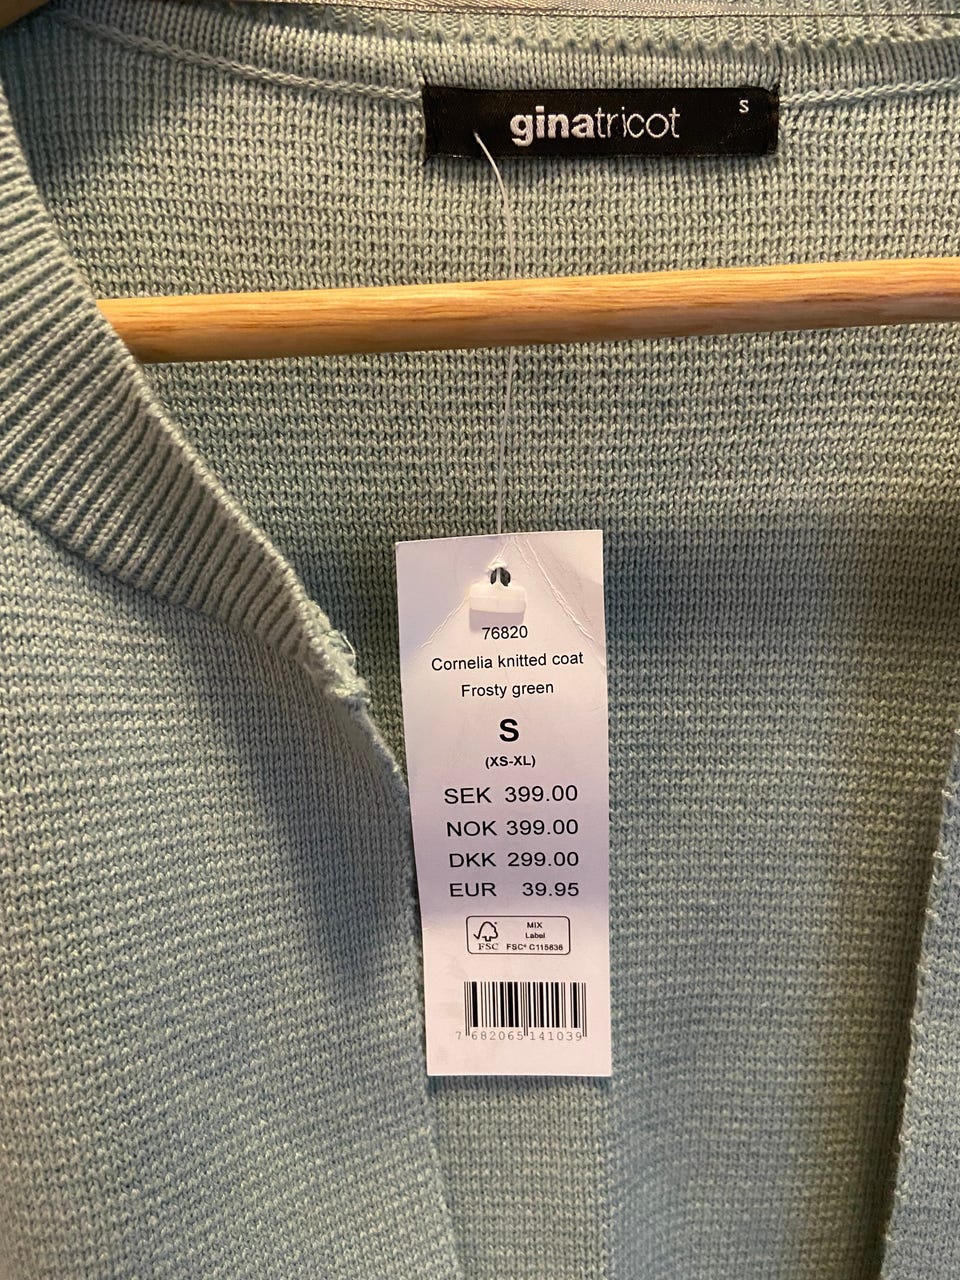 ginatricot S
76820
Cornelia knitted coat
Frosty green
S
(XS-XL)
SEK 399.00
NOK 399.00
DKK 299.00
EUR 39.95
MIX
Label
FSC FSC® C115636
7 682065 141039